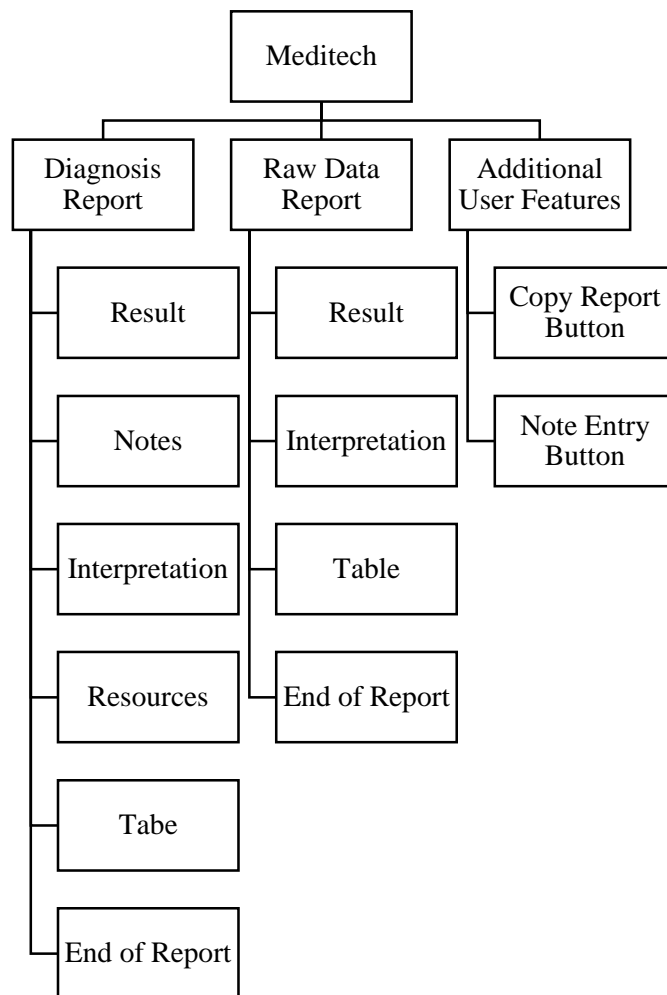 Meditech
Diagnosis
Report
Raw Data
Report
Additional
User Features
Result
Result
Copy Report
Button
Notes
Interpretation
Note Entry
Button
Interpretation
Table
Resources
End of Report
Tabe
End of Report